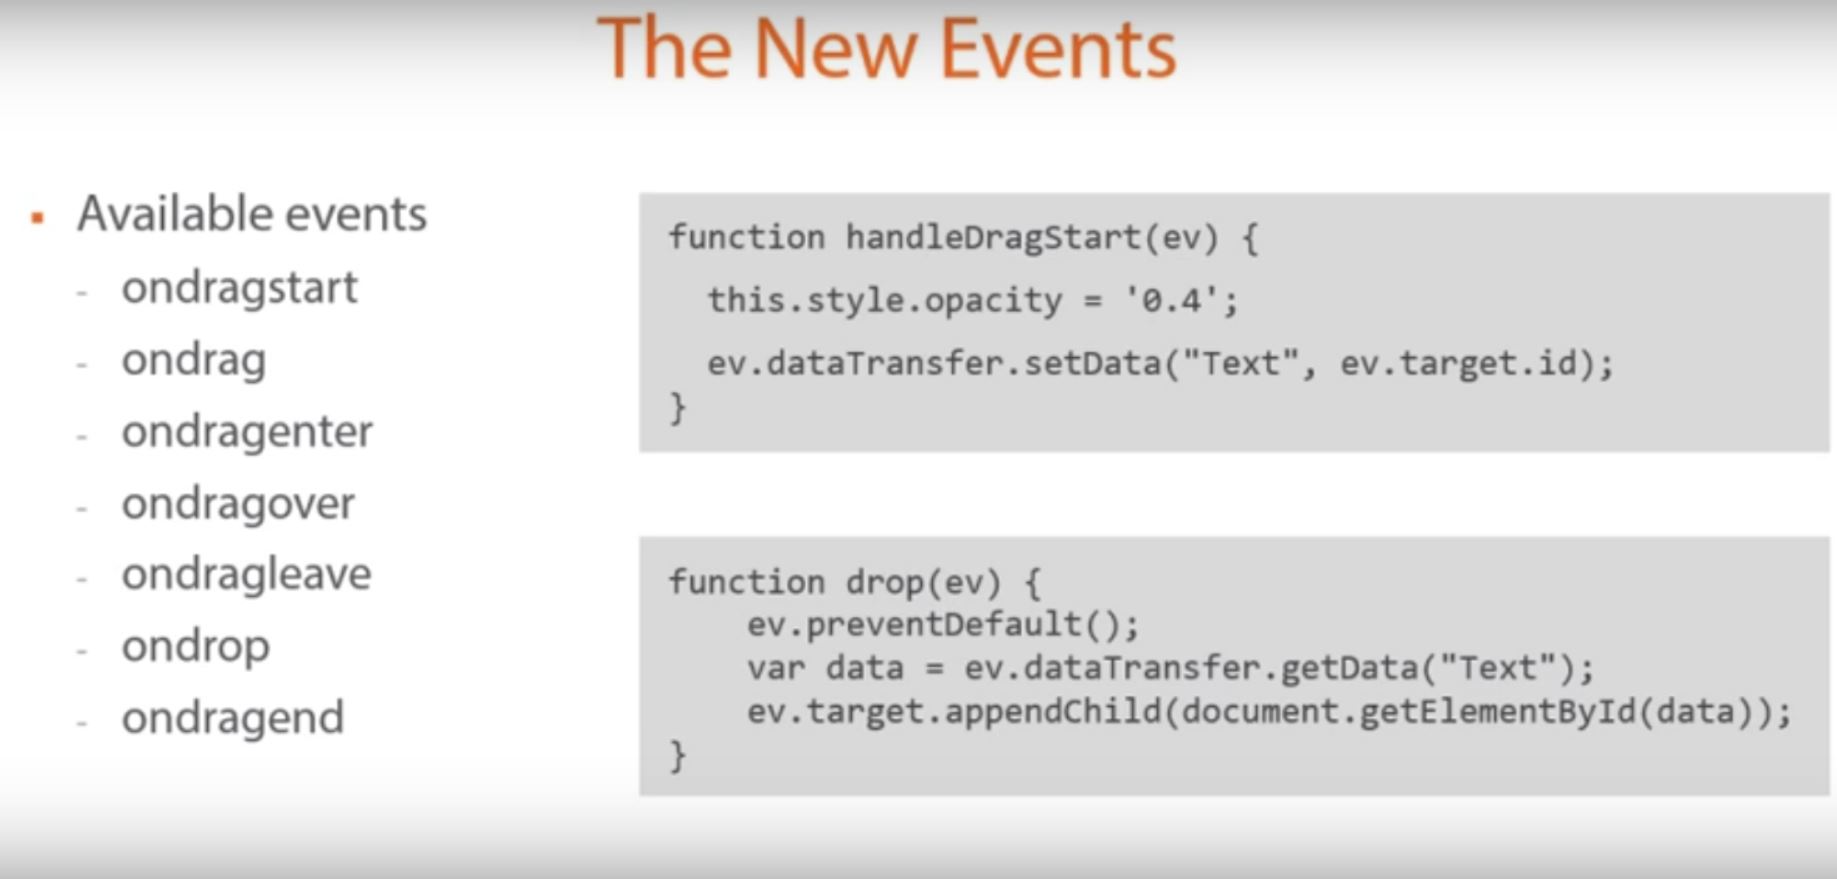 The New Events
Available events
- ondragstart
- ondrag
- ondragenter
- ondragover
- ondragleave
- ondrop
- ondragend
function handleDragStart(ev) {
this.style.opacity = '0.4';
ev.dataTransfer.setData("Text", ev.target.id);
}
function drop(ev) {
ev.preventDefault();
var data = ev.dataTransfer.getData("Text");
ev.target.appendChild(document.getElementById(data));
}